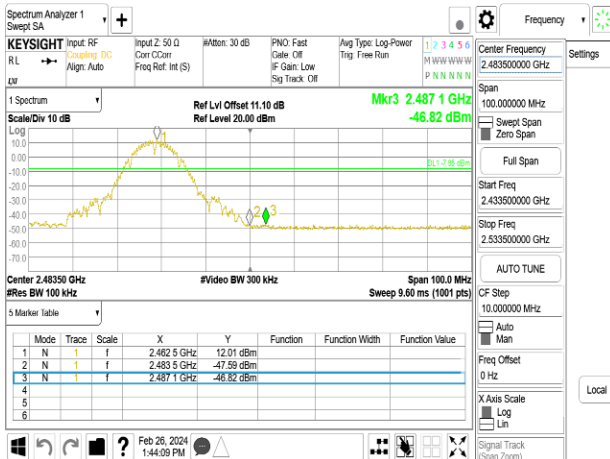 Spectrum Analyzer 1
Swept SA
+
Frequency
KEYSIGHT
RL
Input: RF
Coupling: DC
Align: Auto
Input Z: 50 Ω
Corr CCorr
Freq Ref: Int (S)
#Atten: 30 dB
PNO: Fast
Gate: Off
IF Gain: Low
Sig Track: Off
Avg Type: Log-Power
Trig: Free Run
1 2 3 4 5 6
M W W W W W
P N N N N N
Center Frequency
2.483500000 GHz
Settings
Span
100.000000 MHz
Swept Span
Zero Span
Full Span
Start Freq
2.433500000 GHz
Stop Freq
2.533500000 GHz
AUTO TUNE
CF Step
10.000000 MHz
Auto
Man
Freq Offset
0 Hz
X Axis Scale
Log
Lin
Signal Track
(Span Zoom)
Local
1 Spectrum
Scale/Div 10 dB
Ref Lvl Offset 11.10 dB
Ref Level 20.00 dBm
Mkr3 2.487 1 GHz
-46.82 dBm
Log
10.0
0.00
-10.0
-20.0
-30.0
-40.0
-50.0
-60.0
-70.0
1
2
3
DL1 -7.95 dBm
Center 2.48350 GHz
#Res BW 100 kHz
#Video BW 300 kHz
Span 100.0 MHz
Sweep 9.60 ms (1001 pts)
5 Marker Table
Mode Trace Scale X Y Function Function Width Function Value
1 N 1 f 2.462 5 GHz 12.01 dBm
2 N 1 f 2.483 5 GHz -47.59 dBm
3 N 1 f 2.487 1 GHz -46.82 dBm
4
5
6
?
Feb 26, 2024
1:44:09 PM